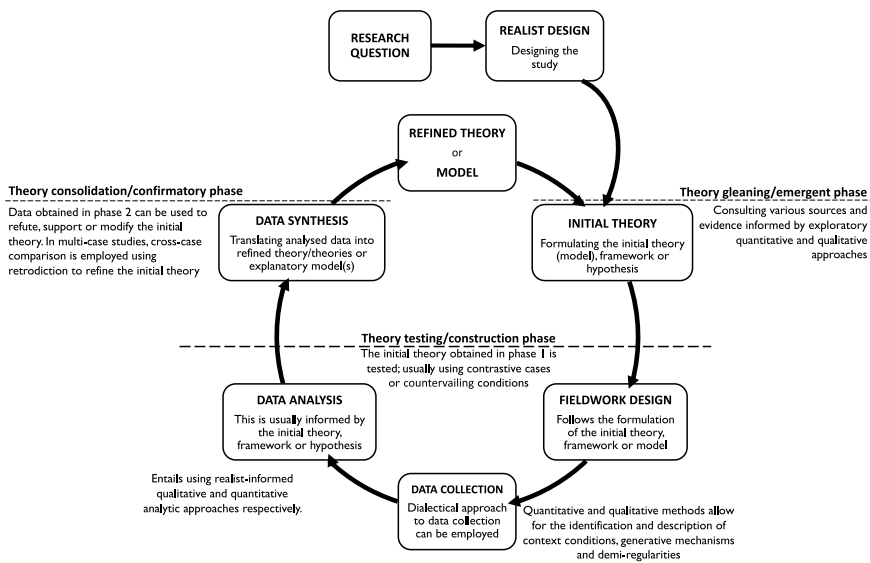 RESEARCH
QUESTION
REALIST DESIGN
Designing the
study
REFINED THEORY
or
MODEL
Theory consolidation/confirmatory phase
Data obtained in phase 2 can be used to
refute, support or modify the initial
theory. In multi-case studies, cross-case
comparison is employed using
retrodiction to refine the initial theory
DATA SYNTHESIS
Translating analysed data into
refined theory/theories or
explanatory model(s)
INITIAL THEORY
Formulating the initial theory
(model), framework or
hypothesis
Theory gleaning/emergent phase
Consulting various sources and
evidence informed by exploratory
quantitative and qualitative
approaches
Theory testing/construction phase
The initial theory obtained in phase 1 is
tested; usually using contrastive cases
or countervailing conditions
DATA ANALYSIS
This is usually informed by
the initial theory,
framework or hypothesis
FIELDWORK DESIGN
Follows the formulation
of the initial theory,
framework or model
Entails using realist-informed
qualitative and quantitative
analytic approaches respectively.
DATA COLLECTION
Dialectical approach
to data collection
can be employed
Quantitative and qualitative methods allow
for the identification and description of
context conditions, generative mechanisms
and demi-regularities